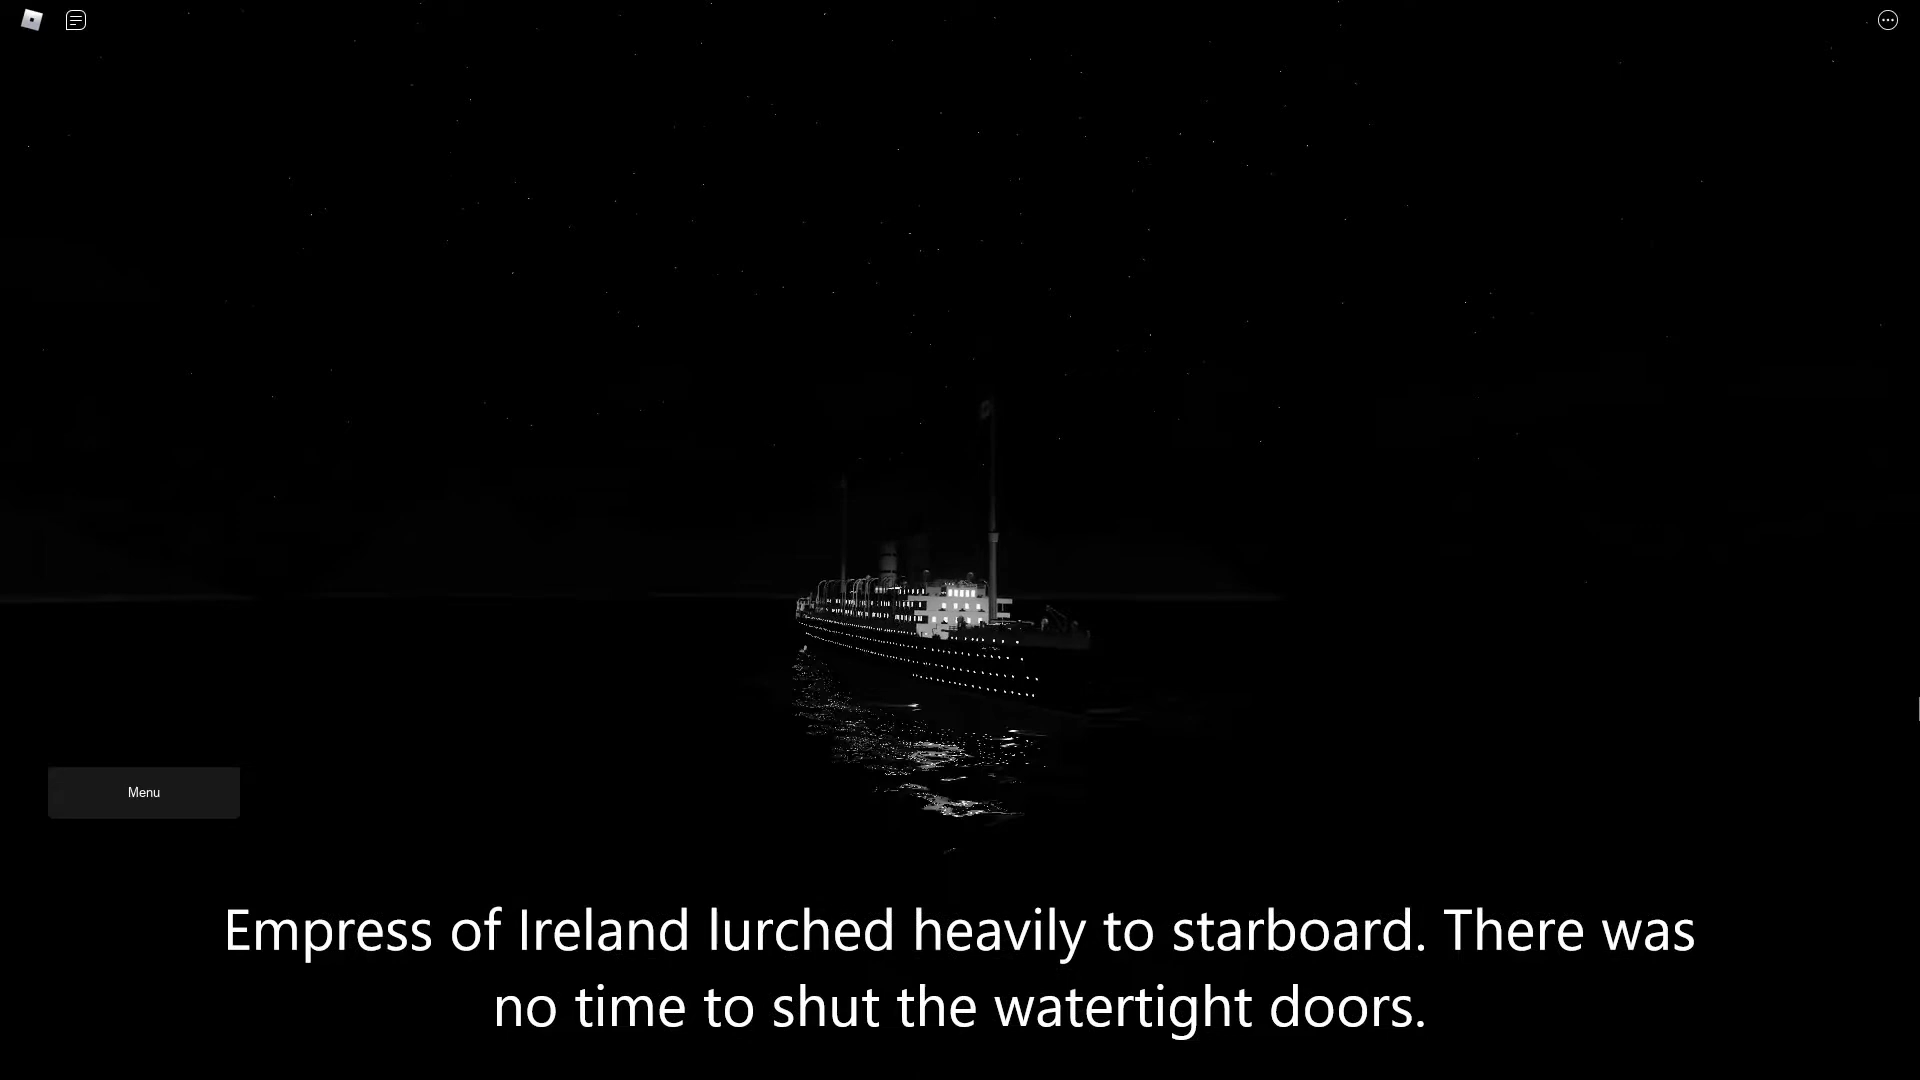 Menu
Empress of Ireland lurched heavily to starboard. There was
no time to shut the watertight doors.